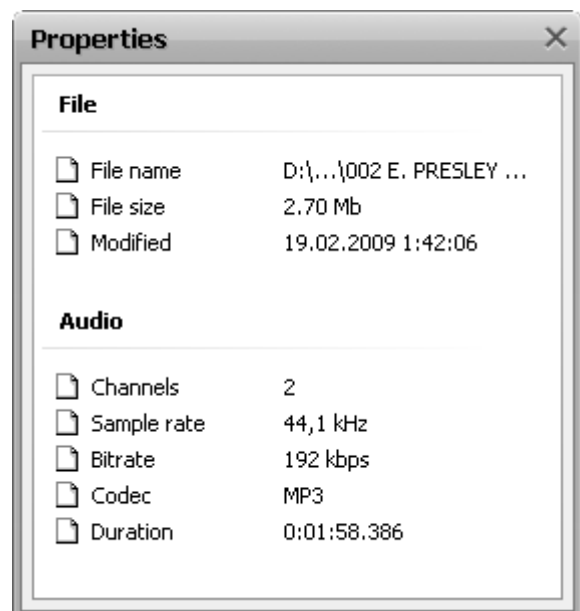 Properties
File
File name D:\...\002 E. PRESLEY ...
File size 2.70 Mb
Modified 19.02.2009 1:42:06
Audio
Channels 2
Sample rate 44,1 kHz
Bitrate 192 kbps
Codec MP3
Duration 0:01:58.386